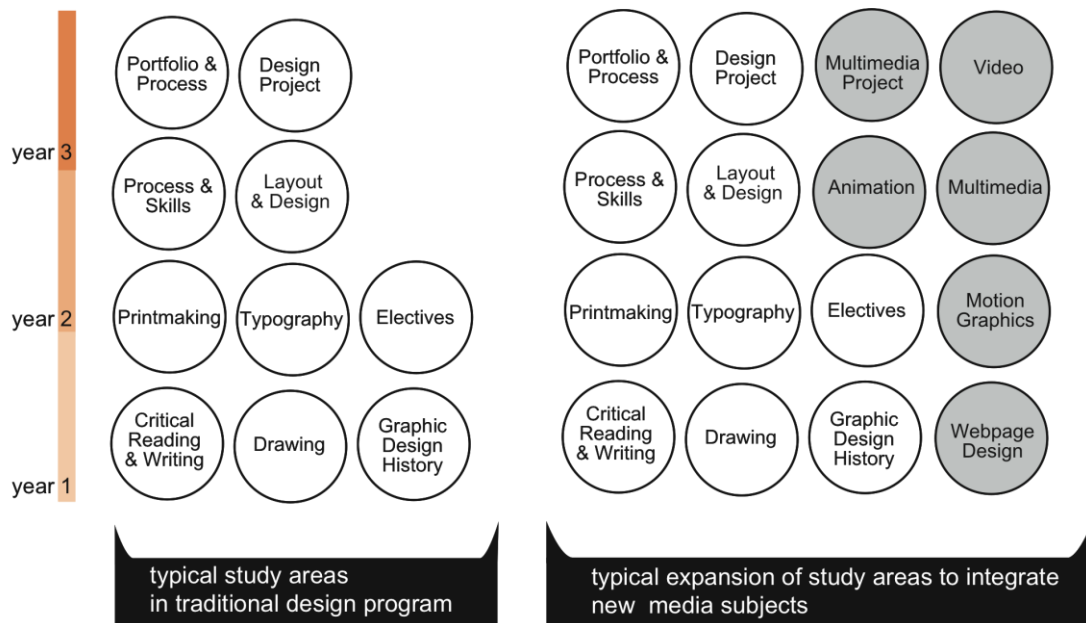 Portfolio &
Process
Design
Project
year 3
Process &
Skills
Layout
& Design
year 2
Printmaking
Typography
Electives
Critical
Reading
& Writing
Drawing
Graphic
Design
History
year 1
typical study areas
in traditional design program
Portfolio &
Process
Design
Project
Multimedia
Project
Video
Process &
Skills
Layout
& Design
Animation
Multimedia
Printmaking
Typography
Electives
Motion
Graphics
Critical
Reading
& Writing
Drawing
Graphic
Design
History
Webpage
Design
typical expansion of study areas to integrate
new media subjects